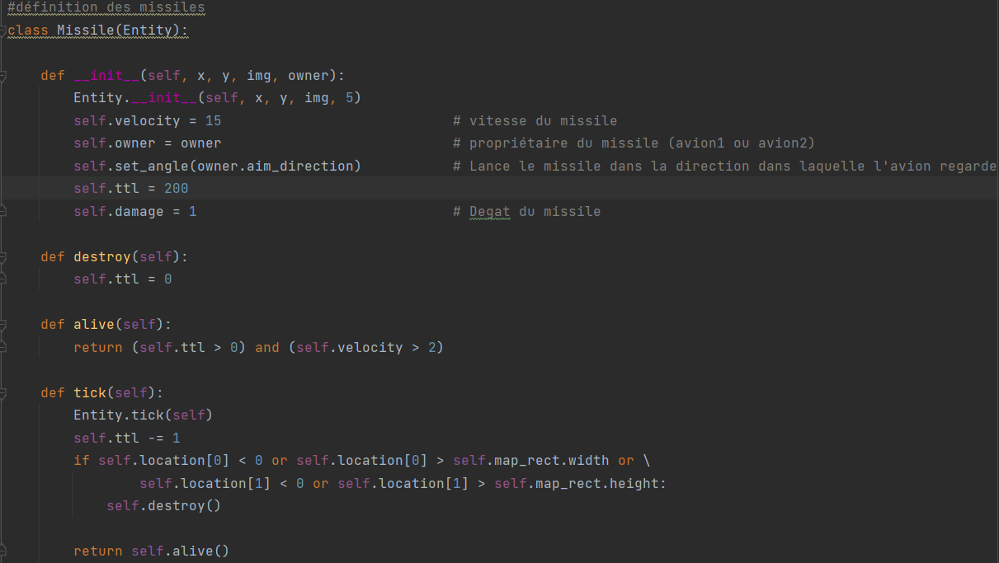 #définition des missiles
class Missile(Entity):
def __init__(self, x, y, img, owner):
Entity.__init__(self, x, y, img, 5)
self.velocity = 15 # vitesse du missile
self.owner = owner # propriétaire du missile (avion1 ou avion2)
self.set_angle(owner.aim_direction) # Lance le missile dans la direction dans laquelle l'avion regarde
self.ttl = 200
self.damage = 1 # Degat du missile
def destroy(self):
self.ttl = 0
def alive(self):
return (self.ttl > 0) and (self.velocity > 2)
def tick(self):
Entity.tick(self)
self.ttl -= 1
if self.location[0] < 0 or self.location[0] > self.map_rect.width or \
self.location[1] < 0 or self.location[1] > self.map_rect.height:
self.destroy()
return self.alive()